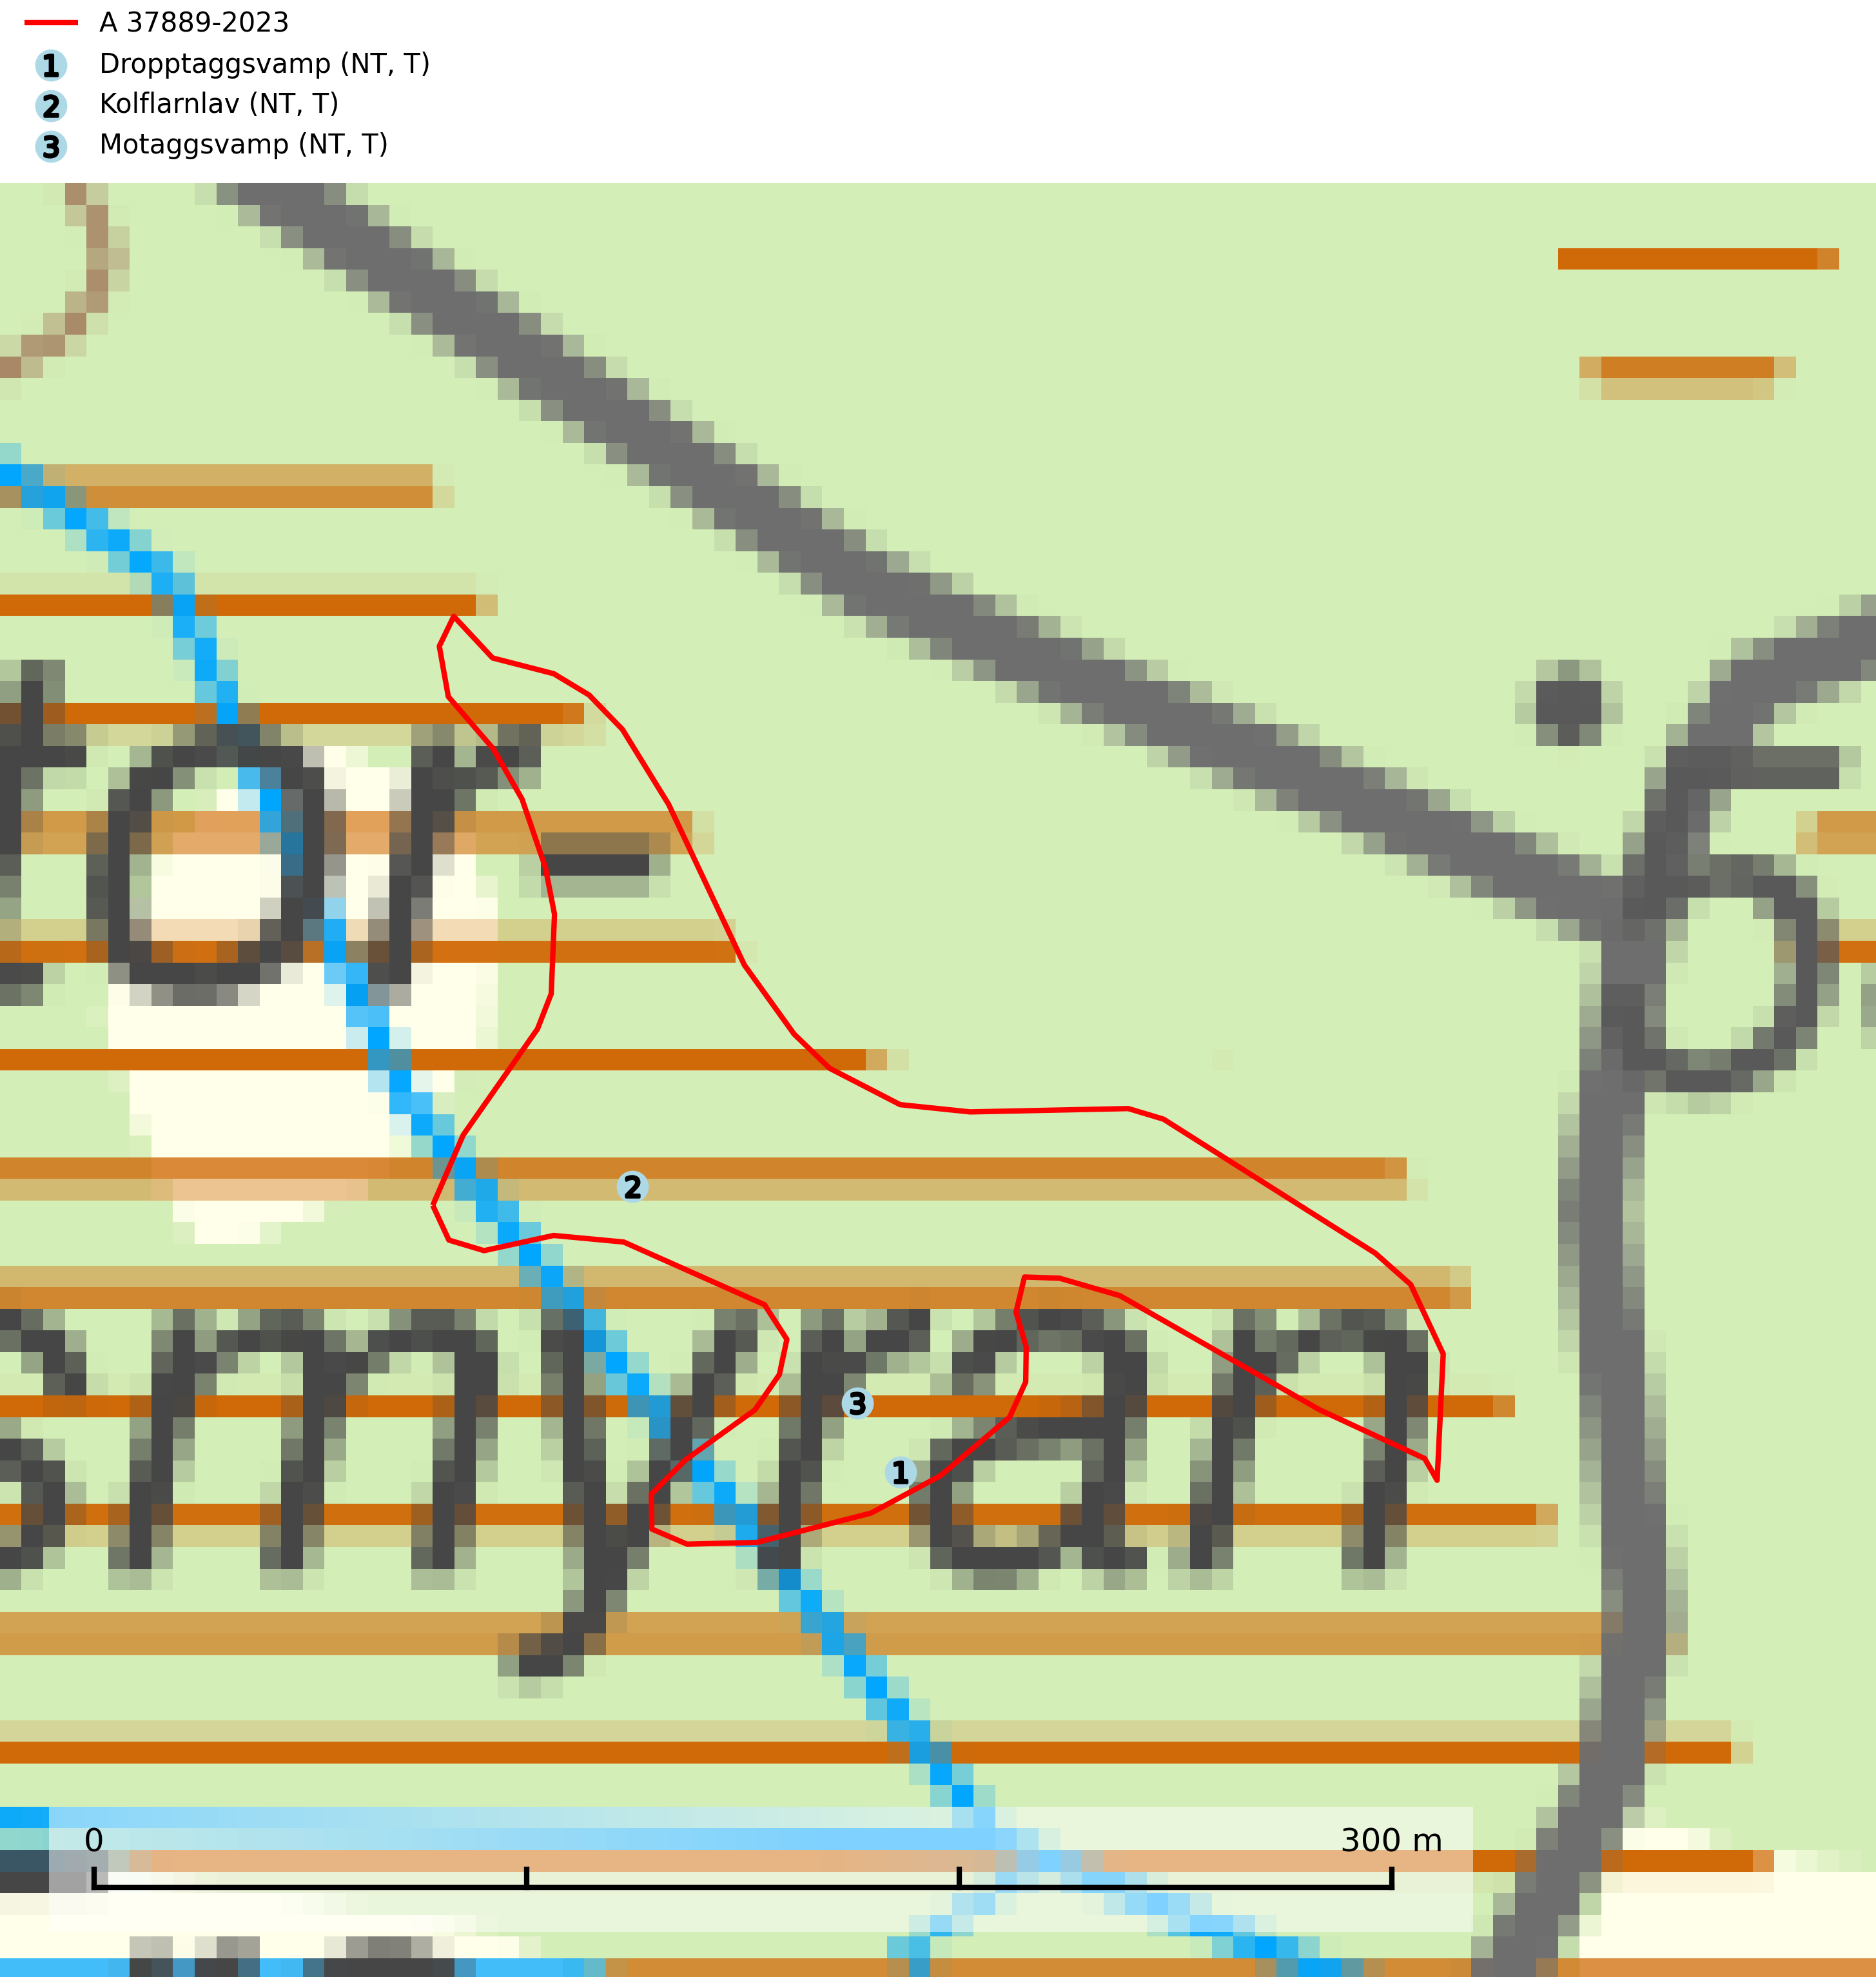 A 37889-2023
1 Dropptaggsvamp (NT, T)
2 Kolflarnlav (NT, T)
3 Motaggsvamp (NT, T)
2
3
1
0 300 m